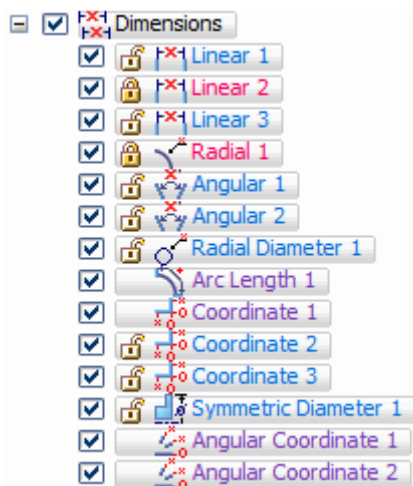 Dimensions
Linear 1
Linear 2
Linear 3
Radial 1
Angular 1
Angular 2
Radial Diameter 1
Arc Length 1
Coordinate 1
Coordinate 2
Coordinate 3
Symmetric Diameter 1
Angular Coordinate 1
Angular Coordinate 2